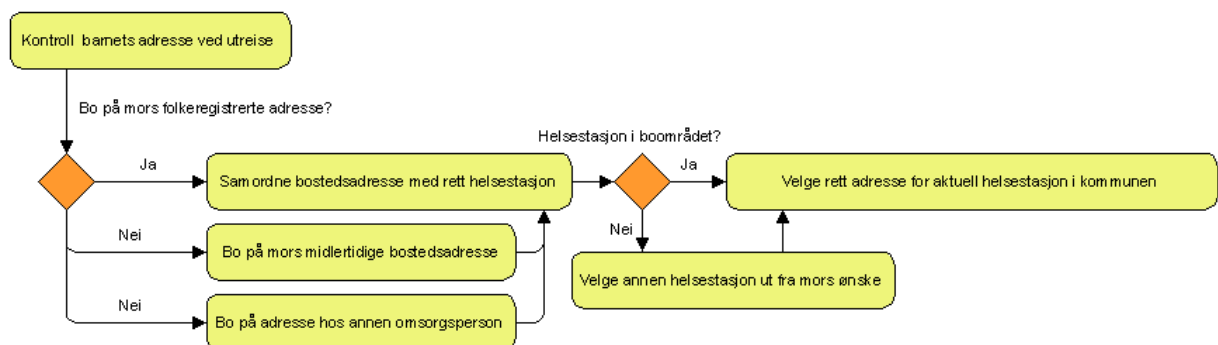 Kontroll barnets adresse ved utreise
Bo på mors folkeregistrerte adresse?
Helsestasjon i boområdet?
Ja
Samordne bostedsadresse med rett helsestasjon
Ja
Velge rett adresse for aktuell helsestasjon i kommunen
Nei
Bo på mors midlertidige bostedsadresse
Nei
Velge annen helsestasjon ut fra mors ønske
Nei
Bo på adresse hos annen omsorgsperson